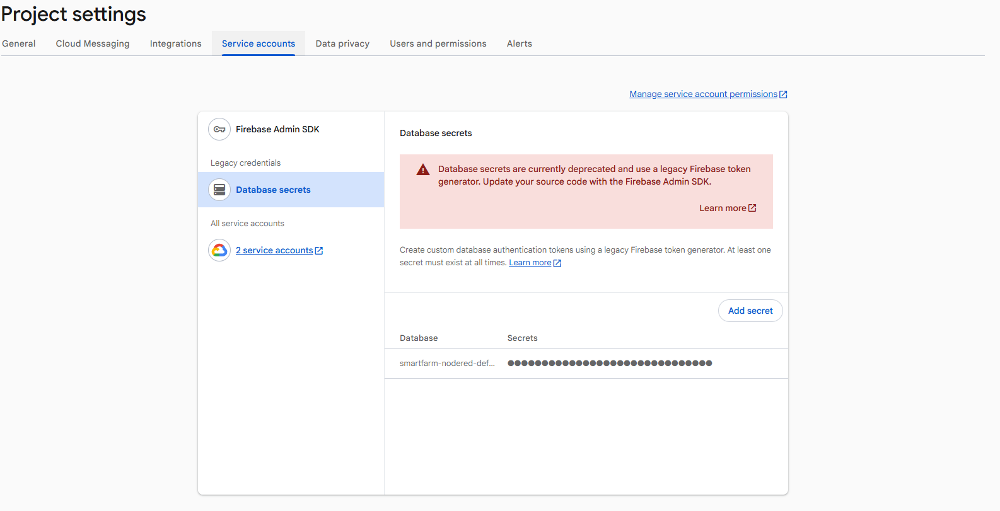 Project settings
General Cloud Messaging Integrations Service accounts Data privacy Users and permissions Alerts
Manage service account permissions
Firebase Admin SDK
Legacy credentials
Database secrets
All service accounts
2 service accounts
Database secrets
Database secrets are currently deprecated and use a legacy Firebase token
generator. Update your source code with the Firebase Admin SDK.
Learn more
Create custom database authentication tokens using a legacy Firebase token generator. At least one
secret must exist at all times. Learn more
Add secret
Database Secrets
smartfarm-nodered-def... ●●●●●●●●●●●●●●●●●●●●●●●●●●●●●●